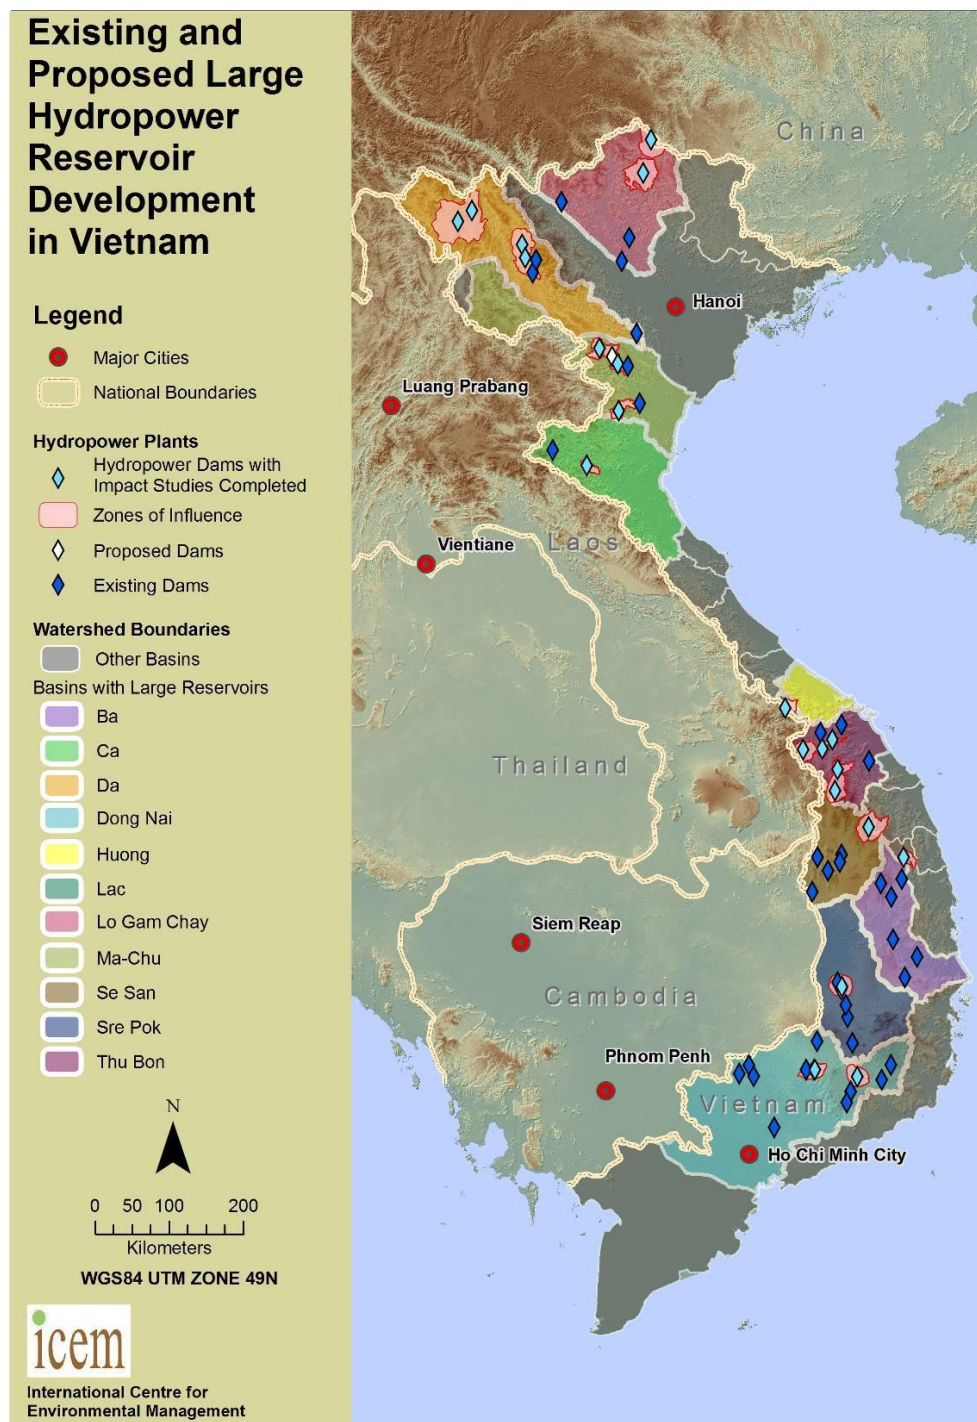 Existing and
Proposed Large
Hydropower
Reservoir
Development
in Vietnam
Legend
Major Cities
National Boundaries
Hydropower Plants
Hydropower Dams with
Impact Studies Completed
Zones of Influence
Proposed Dams
Existing Dams
Watershed Boundaries
Other Basins
Basins with Large Reservoirs
Ba
Ca
Da
Dong Nai
Huong
Lac
Lo Gam Chay
Ma-Chu
Se San
Sre Pok
Thu Bon
N
0 50 100 200
Kilometers
WGS84 UTM ZONE 49N
icem
International Centre for
Environmental Management
China
Hanoi
Luang Prabang
Laos
Vientiane
Thailand
Siem Reap
Cambodia
Phnom Penh
Vietnam
Ho Chi Minh City